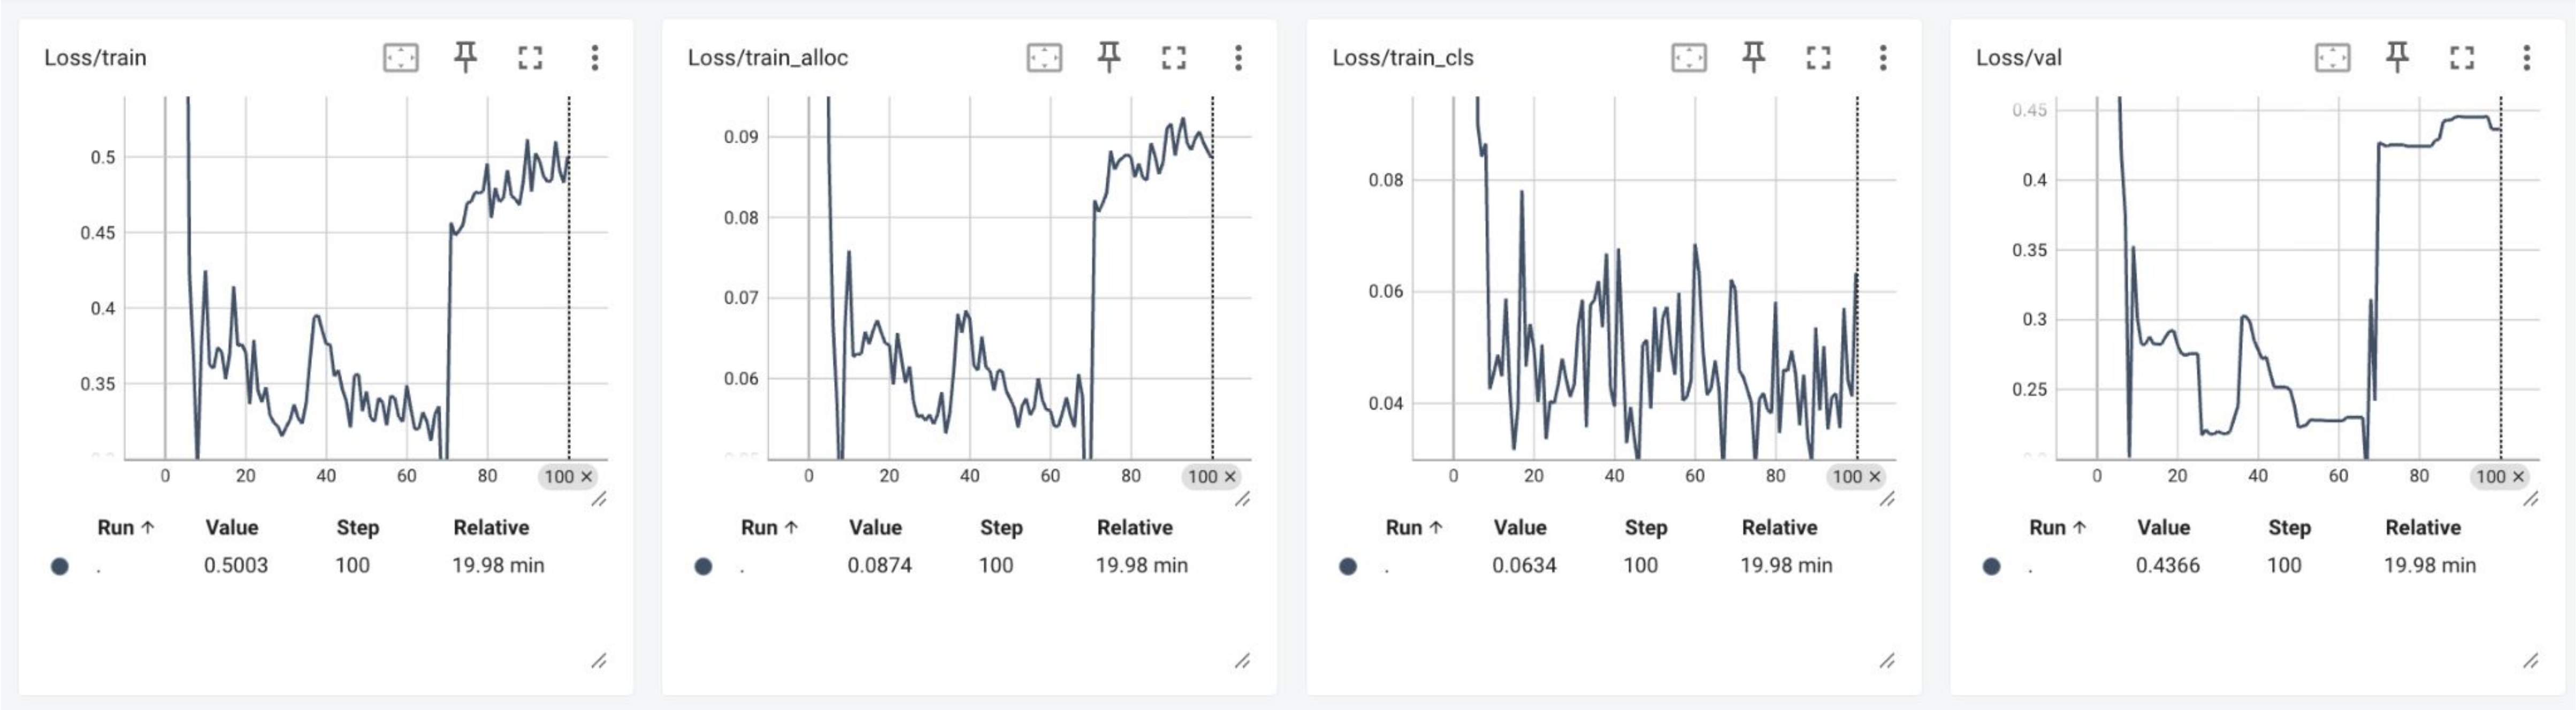 Loss/train
0.5
0.45
0.4
0.35
0 20 40 60 80 100 ×
Run ↑ Value Step Relative
. 0.5003 100 19.98 min
Loss/train_alloc
0.09
0.08
0.07
0.06
0 20 40 60 80 100 ×
Run ↑ Value Step Relative
. 0.0874 100 19.98 min
Loss/train_cls
0.08
0.06
0.04
0 20 40 60 80 100 ×
Run ↑ Value Step Relative
. 0.0634 100 19.98 min
Loss/val
0.45
0.4
0.35
0.3
0.25
0 20 40 60 80 100 ×
Run ↑ Value Step Relative
. 0.4366 100 19.98 min